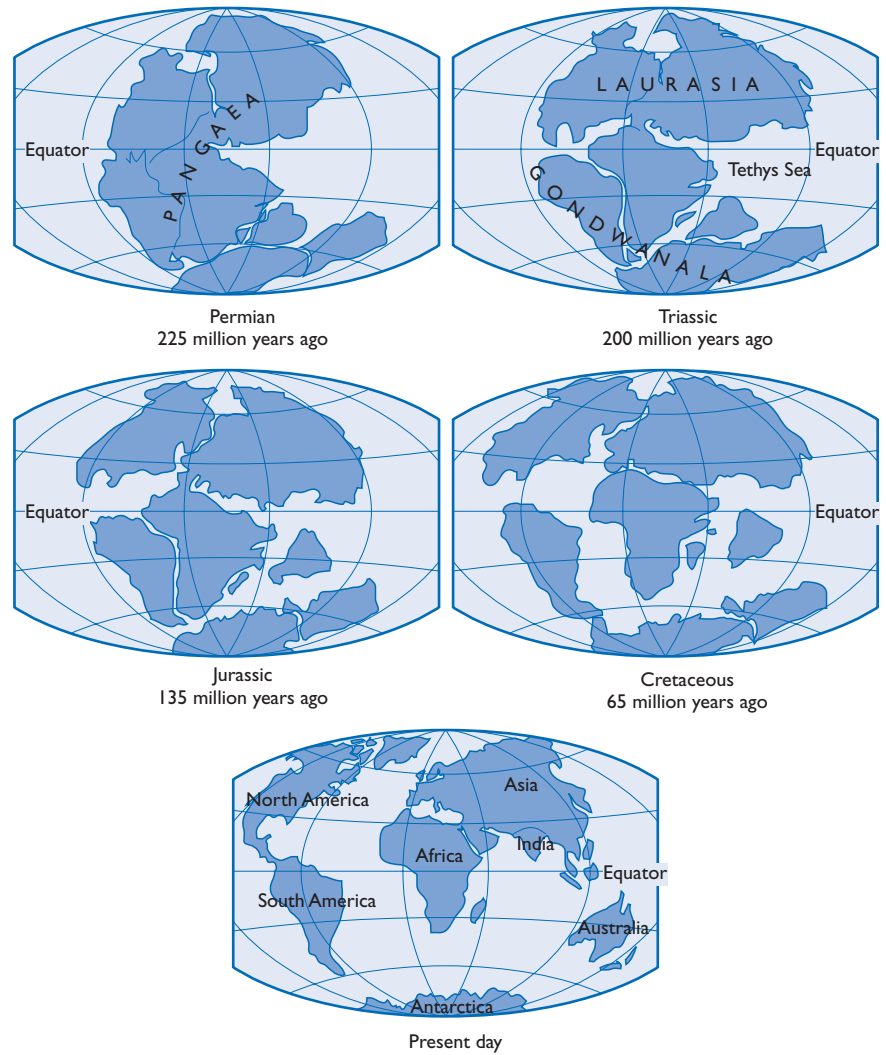 PANGAEA
Equator
Permian
225 million years ago
LAURASIA
Tethys Sea
Equator
GONDWANALA
Triassic
200 million years ago
Equator
Jurassic
135 million years ago
Equator
Cretaceous
65 million years ago
North America
Asia
India
Africa
Equator
South America
Australia
Antarctica
Present day